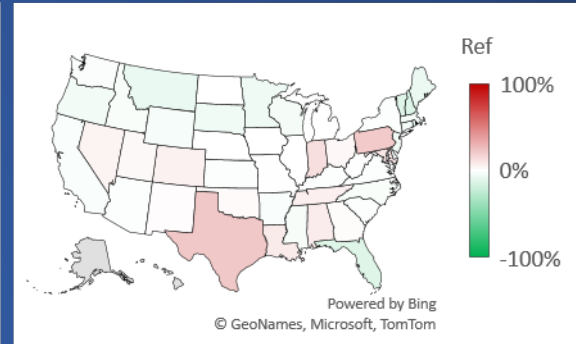 Ref
100%
0%
-100%
Powered by Bing
© GeoNames, Microsoft, TomTom